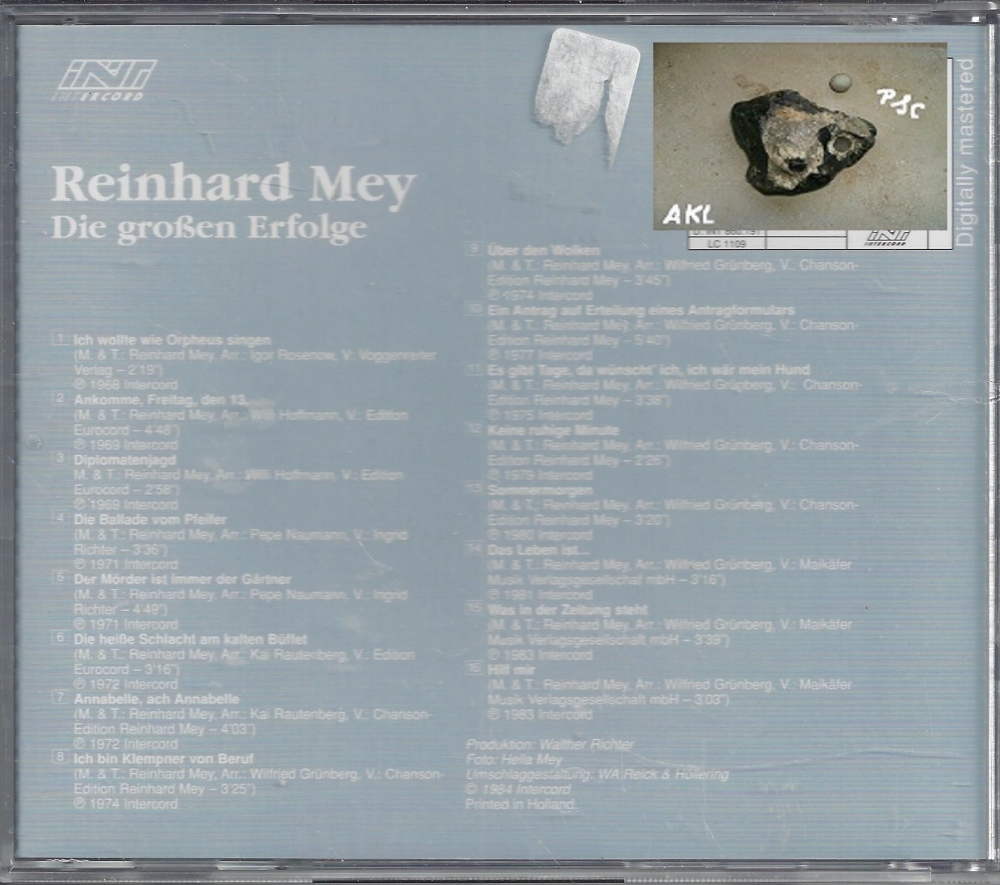 INT
INTERCORD
Reinhard Mey
Die großen Erfolge
1 Ich wollte wie Orpheus singen
(M. & T.: Reinhard Mey, Arr.: Igor Rosenow, V: Voggenreiter
Verlag – 2'19")
℗ 1968 Intercord
2 Ankomme, Freitag, den 13.
(M. & T.: Reinhard Mey, Arr.: Willi Hoffmann, V.: Edition
Eurocord – 4'48")
℗ 1969 Intercord
3 Diplomatenjagd
M. & T.: Reinhard Mey, Arr.: Willi Hoffmann, V.: Edition
Eurocord – 2'58")
℗ 1969 Intercord
4 Die Ballade vom Pfeifer
(M. & T.: Reinhard Mey, Arr.: Pepe Naumann, V.: Ingrid
Richter – 3'36")
℗ 1971 Intercord
5 Der Mörder ist immer der Gärtner
(M. & T.: Reinhard Mey, Arr.: Pepe Naumann, V.: Ingrid
Richter – 4'49")
℗ 1971 Intercord
6 Die heiße Schlacht am kalten Büffet
(M. & T.: Reinhard Mey, Arr.: Kai Rautenberg, V.: Edition
Eurocord – 3'16")
℗ 1972 Intercord
7 Annabelle, ach Annabelle
(M. & T.: Reinhard Mey, Arr.: Kai Rautenberg, V.: Chanson-
Edition Reinhard Mey – 4'03")
℗ 1972 Intercord
8 Ich bin Klempner von Beruf
(M. & T.: Reinhard Mey, Arr.: Wilfried Grünberg, V.: Chanson-
Edition Reinhard Mey – 3'25")
℗ 1974 Intercord
9 Über den Wolken
(M. & T.: Reinhard Mey, Arr.: Wilfried Grünberg, V.: Chanson-
Edition Reinhard Mey – 3'45")
℗ 1974 Intercord
10 Ein Antrag auf Erteilung eines Antragformulars
(M. & T.: Reinhard Mey, Arr.: Wilfried Grünberg, V.: Chanson-
Edition Reinhard Mey – 5'40")
℗ 1977 Intercord
11 Es gibt Tage, da wünscht' ich, ich wär mein Hund
(M. & T.: Reinhard Mey, Arr.: Wilfried Grünberg, V.: Chanson-
Edition Reinhard Mey – 3'38")
℗ 1975 Intercord
12 Keine ruhige Minute
(M. & T.: Reinhard Mey, Arr.: Wilfried Grünberg, V.: Chanson-
Edition Reinhard Mey – 2'26")
℗ 1979 Intercord
13 Sommermorgen
(M. & T.: Reinhard Mey, Arr.: Wilfried Grünberg, V.: Chanson-
Edition Reinhard Mey – 3'20")
℗ 1980 Intercord
14 Das Leben ist...
(M. & T.: Reinhard Mey, Arr.: Wilfried Grünberg, V.: Maikäfer
Musik Verlagsgesellschaft mbH – 3'16")
℗ 1981 Intercord
15 Was in der Zeitung steht
(M. & T.: Reinhard Mey, Arr.: Wilfried Grünberg, V.: Maikäfer
Musik Verlagsgesellschaft mbH – 3'39")
℗ 1983 Intercord
16 Hilf mir
(M. & T.: Reinhard Mey, Arr.: Wilfried Grünberg, V.: Maikäfer
Musik Verlagsgesellschaft mbH – 3'03")
℗ 1983 Intercord
Produktion: Walther Richter
Foto: Hella Mey
Umschlaggestaltung: WA Reick & Höllering
© 1984 Intercord
Printed in Holland.
PSC
AKL
LC 1109
INT
INTERCORD
Digitally mastered